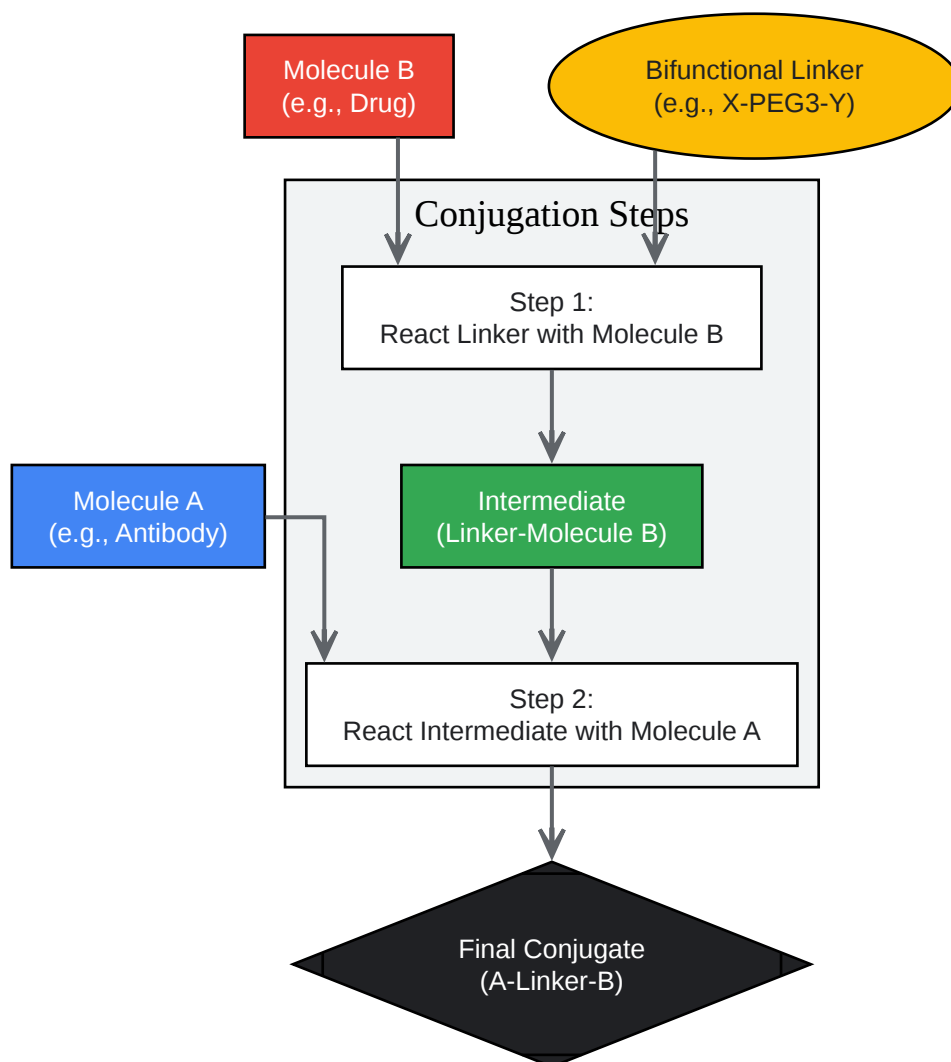 Molecule B
(e.g., Drug)
Bifunctional Linker
(e.g., X-PEG3-Y)
Conjugation Steps
Step 1:
React Linker with Molecule B
Molecule A
(e.g., Antibody)
Intermediate
(Linker-Molecule B)
Step 2:
React Intermediate with Molecule A
Final Conjugate
(A-Linker-B)